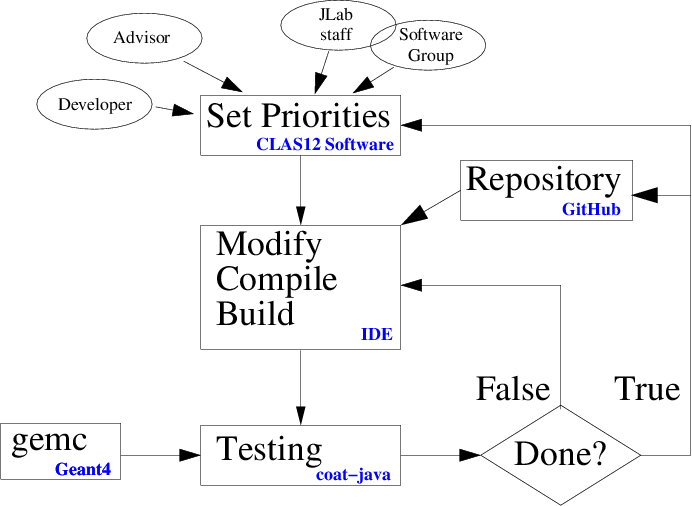 JLab
staff
Advisor
Software
Group
Developer
Set Priorities
CLAS12 Software
Repository
GitHub
Modify
Compile
Build
IDE
False
True
gemc
Geant4
Testing
coat-java
Done?